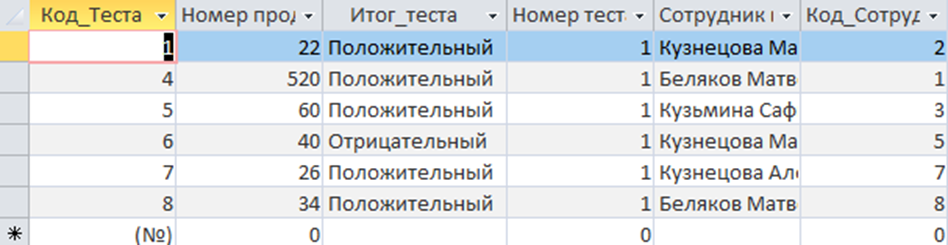 Код_Теста Номер прод Итог_теста Номер тест Сотрудник Код_Сотруд
1 22 Положительный 1 Кузнецова Ма 2
4 520 Положительный 1 Беляков Матв 1
5 60 Положительный 1 Кузьмина Саф 3
6 40 Отрицательный 1 Кузнецова Ма 5
7 26 Положительный 1 Кузнецова Але 7
8 34 Положительный 1 Беляков Матв 8
(№) 0 0 0